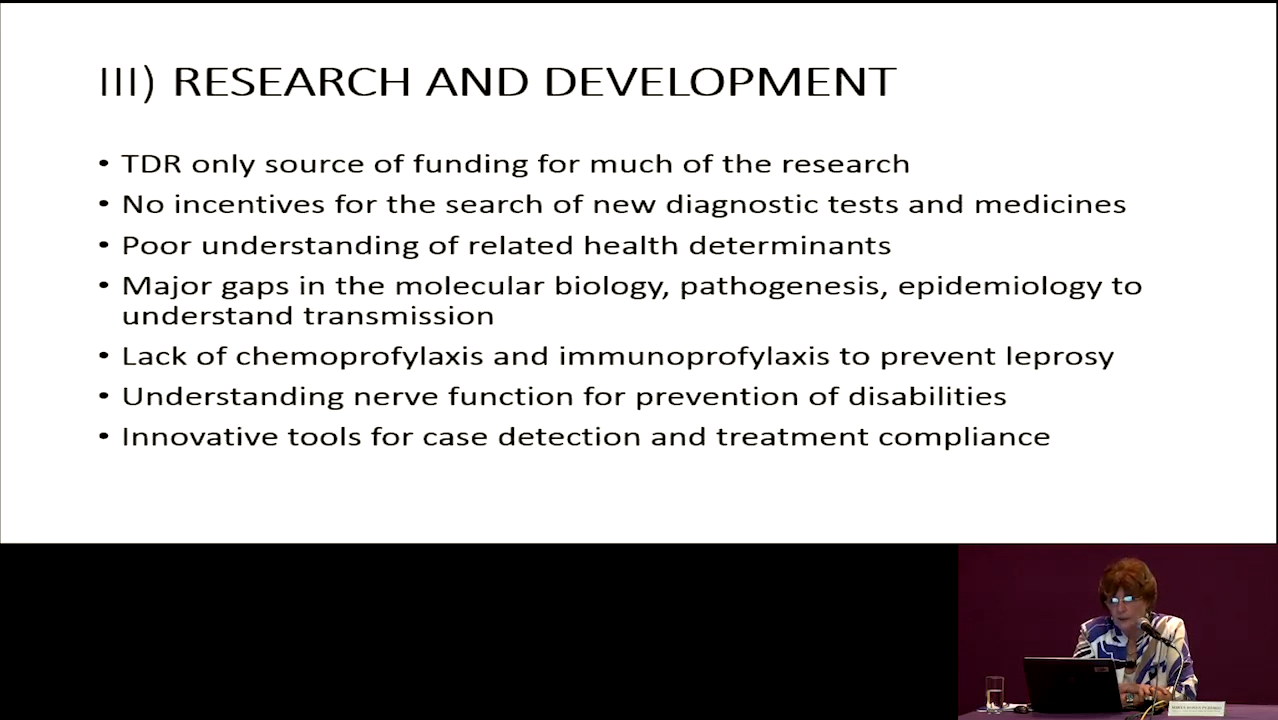 III) RESEARCH AND DEVELOPMENT
• TDR only source of funding for much of the research
• No incentives for the search of new diagnostic tests and medicines
• Poor understanding of related health determinants
• Major gaps in the molecular biology, pathogenesis, epidemiology to
understand transmission
• Lack of chemoprofylaxis and immunoprofylaxis to prevent leprosy
• Understanding nerve function for prevention of disabilities
• Innovative tools for case detection and treatment compliance